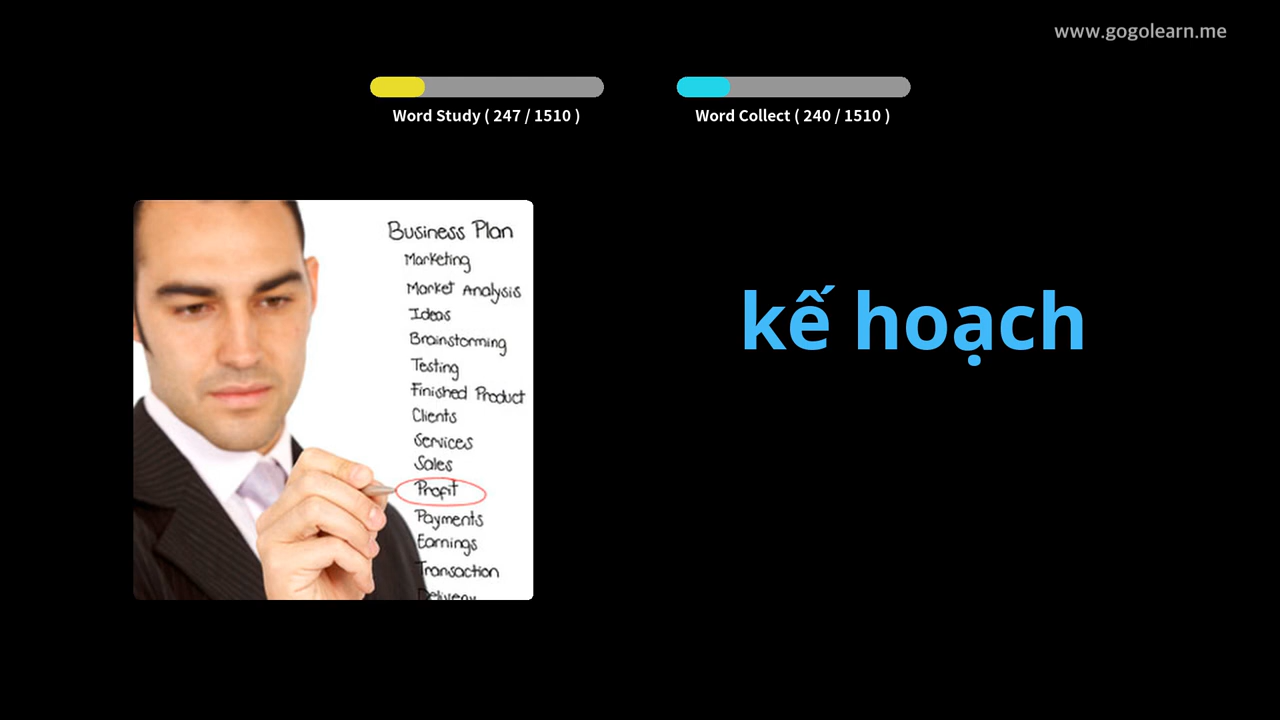 www.gogolearn.me
Word Study ( 247 / 1510 )
Word Collect ( 240 / 1510 )
Business Plan
Marketing
Market Analysis
Ideas
Brainstorming
Testing
Finished Product
Clients
Services
Sales
Profit
Payments
Earnings
Transaction
Delivery
kế hoạch